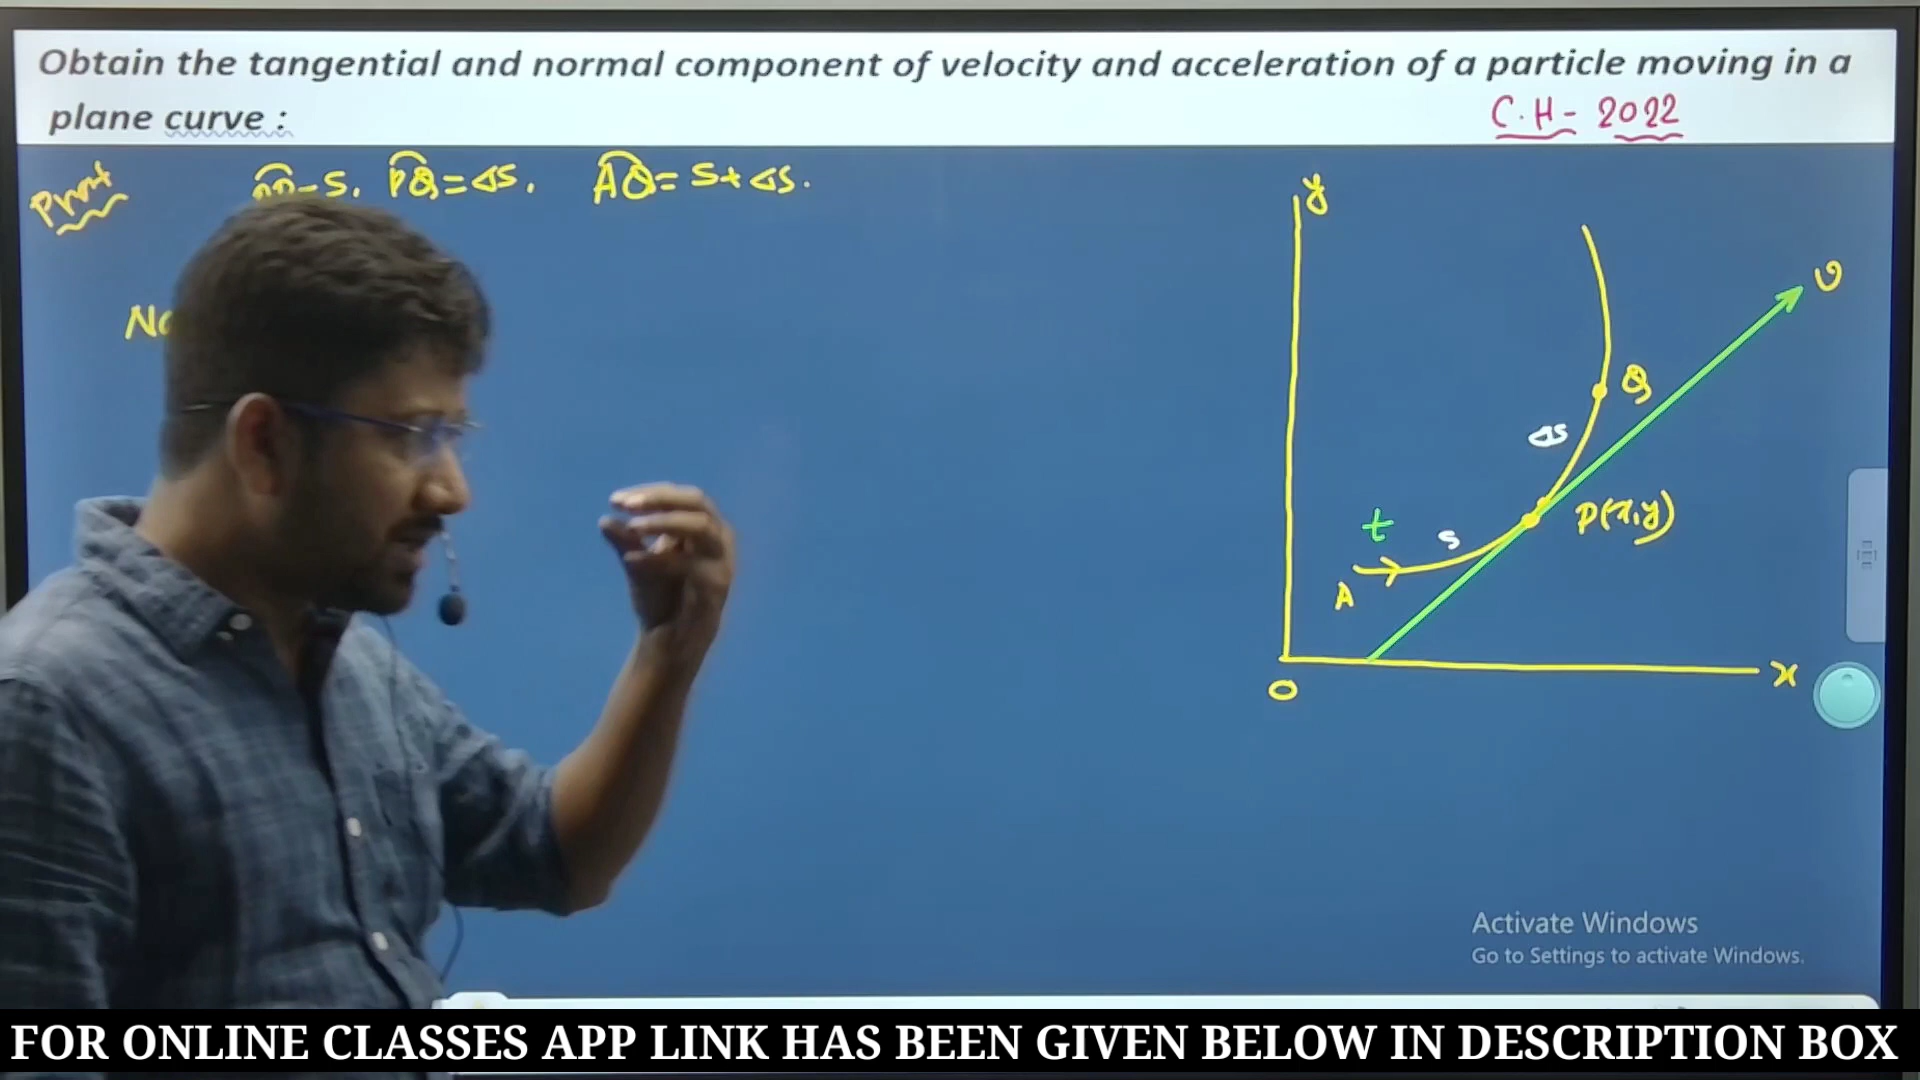 Obtain the tangential and normal component of velocity and acceleration of a particle moving in a
plane curve :
C.H- 2022
Proof
= S. PQ = ΔS. AQ = S + ΔS.
y
υ
Q
ΔS
P(x,y)
t
s
A
x
O
Activate Windows
Go to Settings to activate Windows.
FOR ONLINE CLASSES APP LINK HAS BEEN GIVEN BELOW IN DESCRIPTION BOX